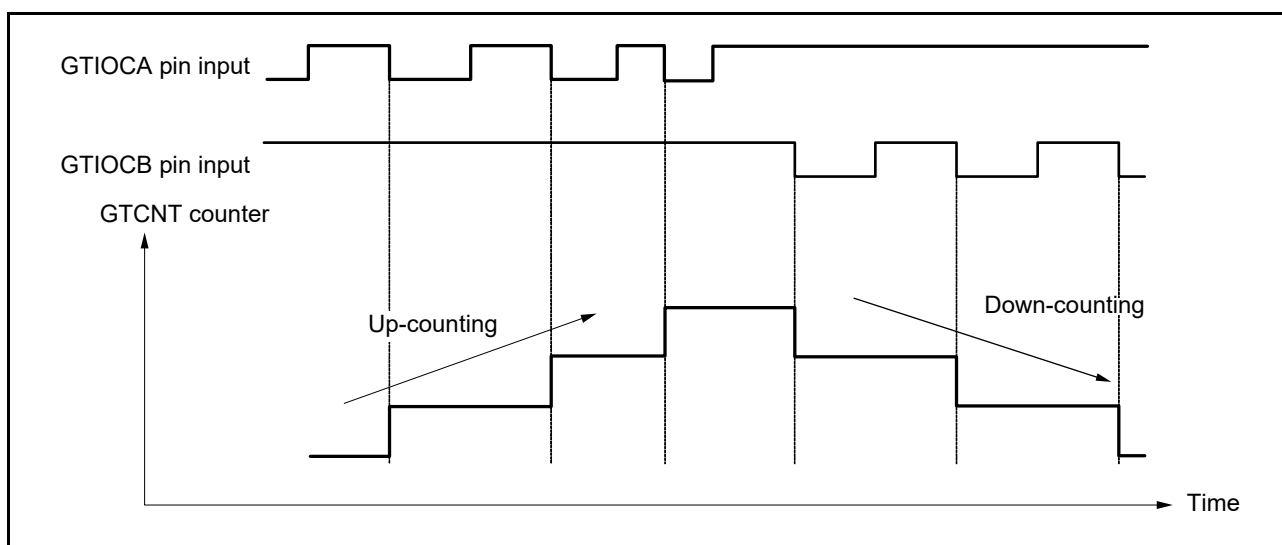 GTIOCA pin input
GTIOCB pin input
GTCNT counter
Up-counting
Down-counting
Time